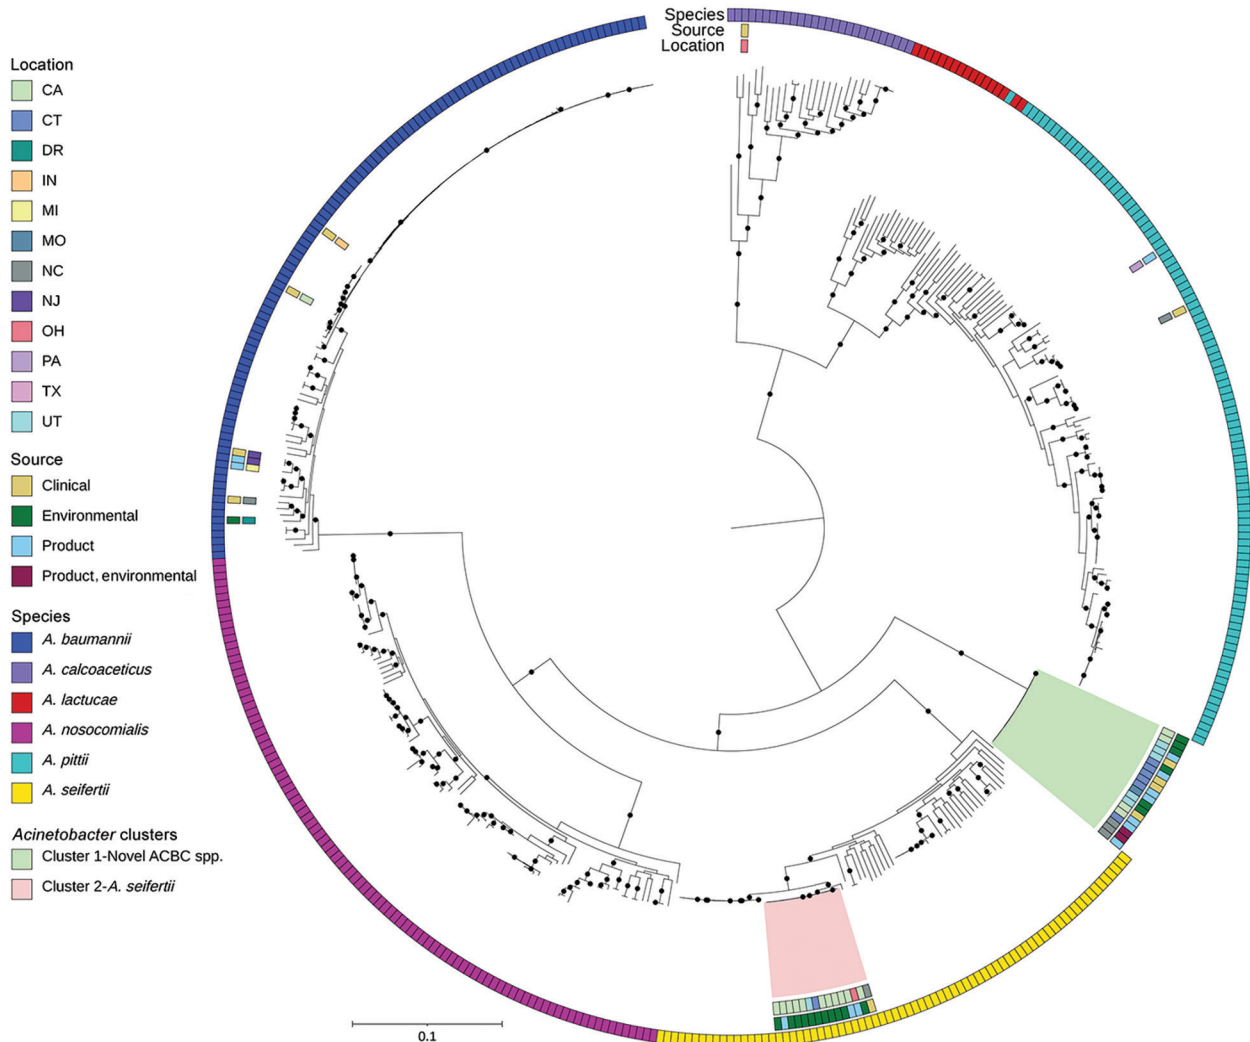 Species
Source
Location
Location
CA
CT
DR
IN
MI
MO
NC
NJ
OH
PA
TX
UT
Source
Clinical
Environmental
Product
Product, environmental
Species
A. baumannii
A. calcoaceticus
A. lactucae
A. nosocomialis
A. pittii
A. seifertii
Acinetobacter clusters
Cluster 1-Novel ACBC spp.
Cluster 2-A. seifertii
0.1